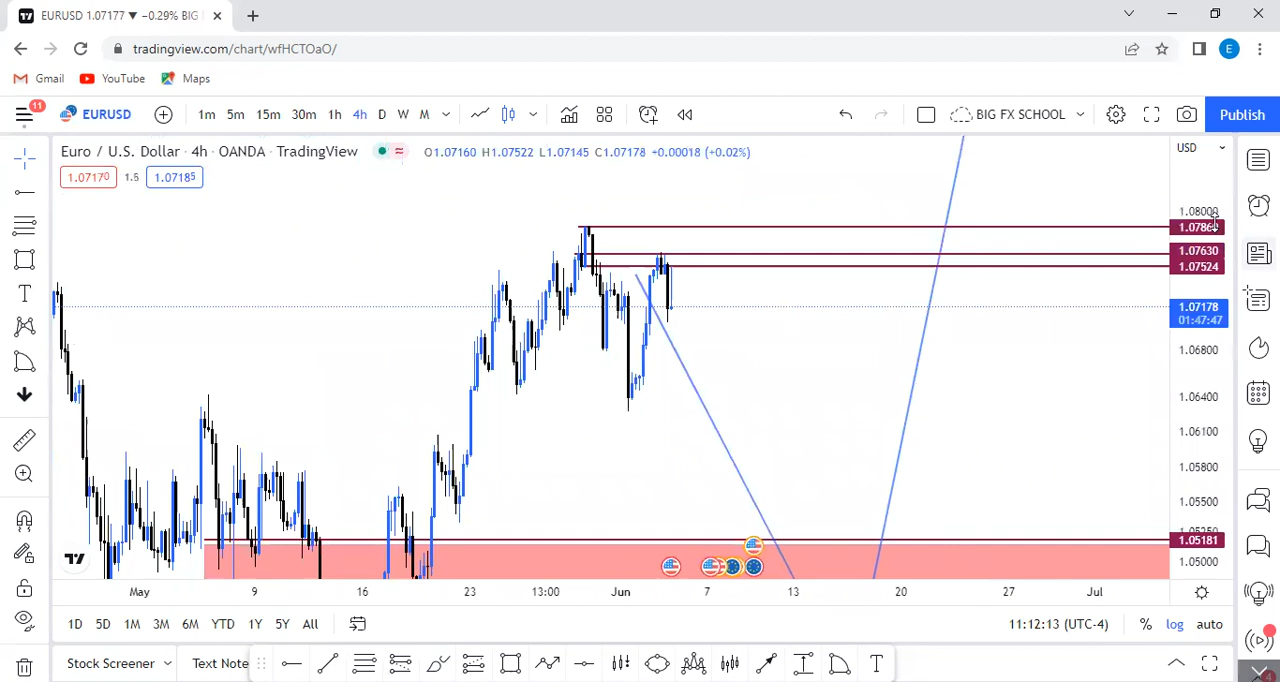 EURUSD 1.07177 ▼ −0.29% BIG
tradingview.com/chart/wfHCTOaO/
E
Gmail YouTube Maps
11
EURUSD 1m 5m 15m 30m 1h 4h D W M BIG FX SCHOOL Publish
Euro / U.S. Dollar · 4h · OANDA · TradingView O1.07160 H1.07522 L1.07145 C1.07178 +0.00018 (+0.02%) USD
1.07170 1.5 1.07185
1.07630
1.07524
1.07178
01:47:47
1.06800
1.06400
1.06100
1.05800
1.05500
1.05181
1.05000
May 9 16 23 13:00 Jun 7 13 20 27 Jul
1D 5D 1M 3M 6M YTD 1Y 5Y All 11:12:13 (UTC-4) % log auto
Stock Screener Text Note T